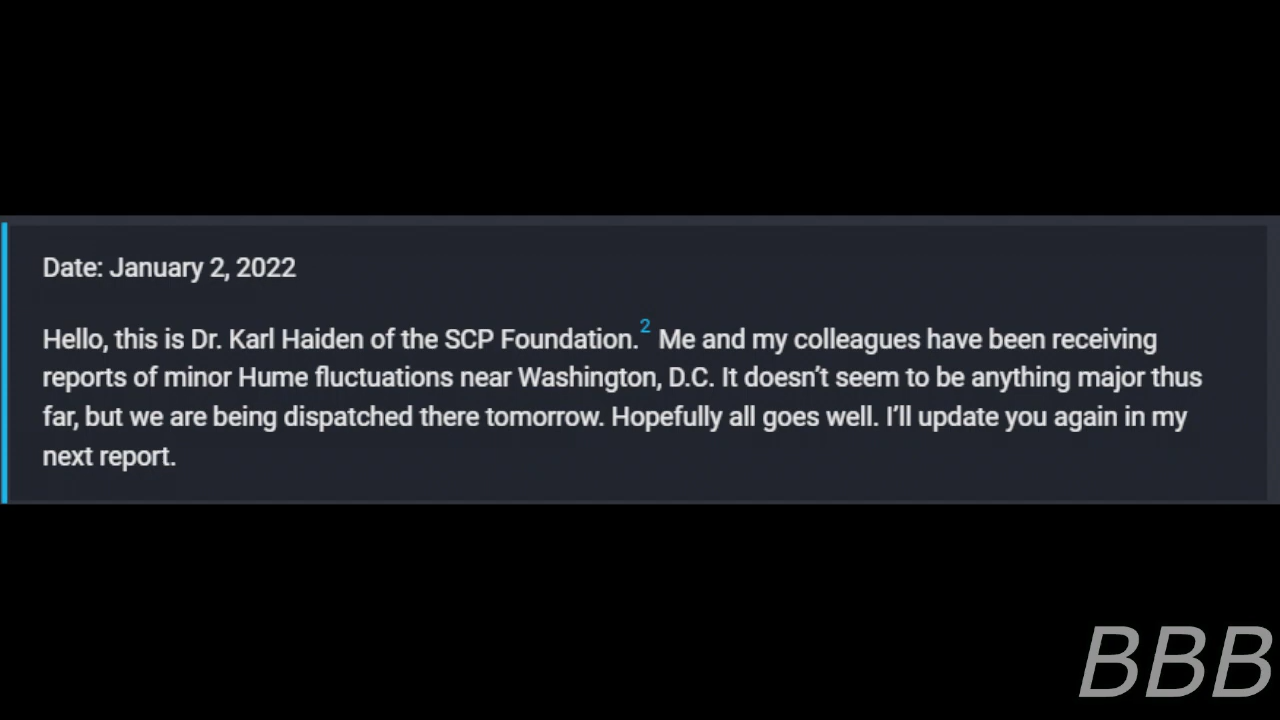 Date: January 2, 2022
Hello, this is Dr. Karl Haiden of the SCP Foundation.2 Me and my colleagues have been receiving
reports of minor Hume fluctuations near Washington, D.C. It doesn’t seem to be anything major thus
far, but we are being dispatched there tomorrow. Hopefully all goes well. I’ll update you again in my
next report.
BBB